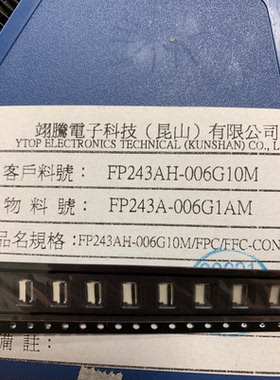 翊騰電子科技（昆山）有限公司
YTOP ELECTRONICS TECHNICAL (KUNSHAN) CO., L
客戶料號： FP243AH-006G10M
物 料 號： FP243A-006G1AM
品名規格：FP243AH-006G10M/FPC/FFC-CON
備 註：